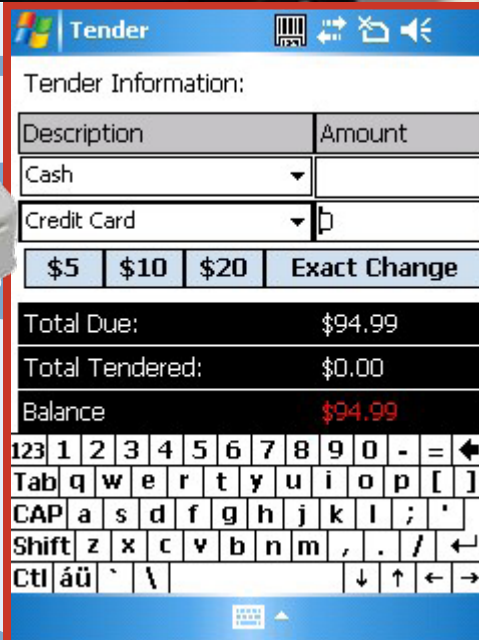 Tender
Tender Information:
Description Amount
Cash
Credit Card 0
$5 $10 $20 Exact Change
Total Due: $94.99
Total Tendered: $0.00
Balance $94.99
123 1 2 3 4 5 6 7 8 9 0 - = ←
Tab q w e r t y u i o p [ ]
CAP a s d f g h j k l ; '
Shift z x c v b n m , . / ↵
Ctl áü ` \ ↓ ↑ ← →